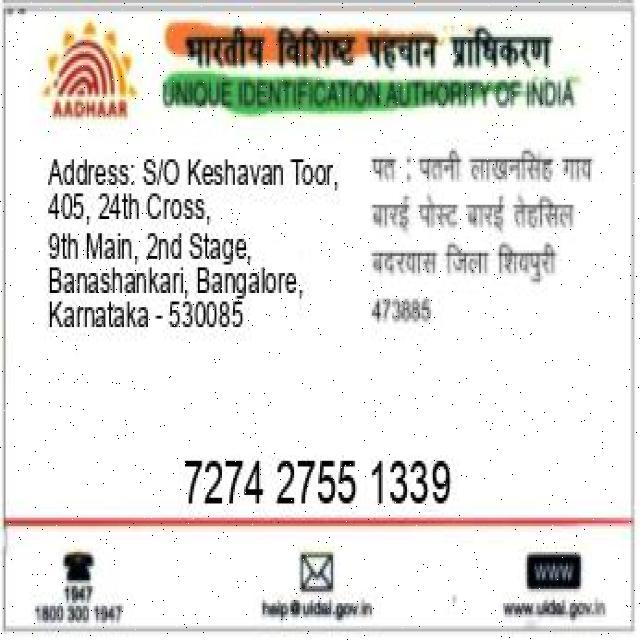 भारतीय विशिष्ट पहचान प्राधिकरण
AADHAAR
UNIQUE IDENTIFICATION AUTHORITY OF INDIA
Address: S/O Keshavan Toor,
405, 24th Cross,
9th Main, 2nd Stage,
Banashankari, Bangalore,
Karnataka - 530085
पत : पतनी लाखनसिंह गाव
बारई पोस्ट बारई तेहसिल
बदरवास जिला शिवपुरी
473885
7274 2755 1339
1947
1800 300 1947
help@uidai.gov.in
www
www.uidai.gov.in